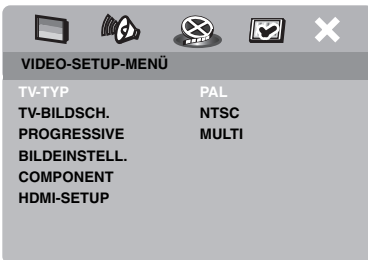 VIDEO-SETUP-MENÜ
TV-TYP PAL
TV-BILDSCH. NTSC
PROGRESSIVE MULTI
BILDEINSTELL.
COMPONENT
HDMI-SETUP